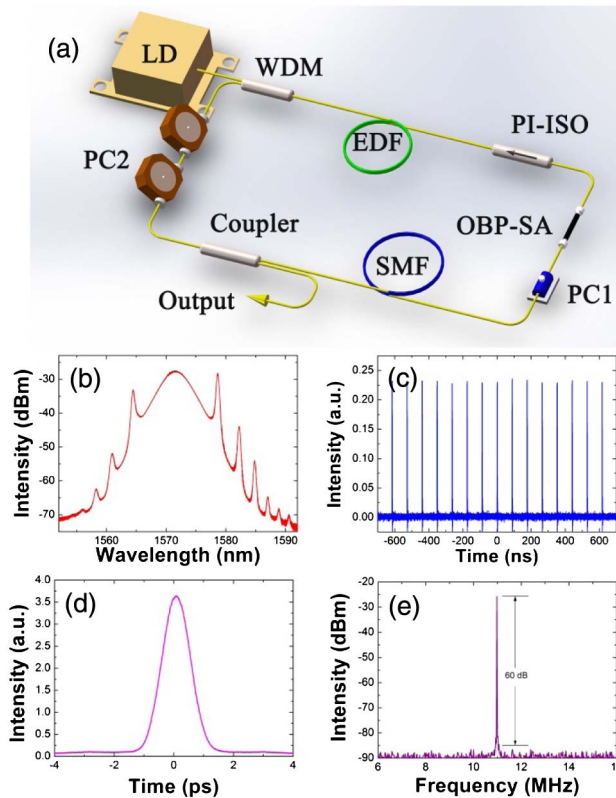 (a)
LD
WDM
EDF
PI-ISO
PC2
OBP-SA
Coupler
SMF
PC1
Output
(b)
Intensity (dBm)
-30
-40
-50
-60
-70
1560 1570 1580 1590
Wavelength (nm)
(c)
Intensity (a.u.)
0.25
0.20
0.15
0.10
0.05
0.00
-600 -400 -200 0 200 400 600
Time (ns)
(d)
Intensity (a.u.)
4.0
3.5
3.0
2.5
2.0
1.5
1.0
0.5
0.0
-4 -2 0 2 4
Time (ps)
(e)
Intensity (dBm)
-20
-30
-40
-50
-60
-70
-80
-90
60 dB
6 8 10 12 14 16
Frequency (MHz)